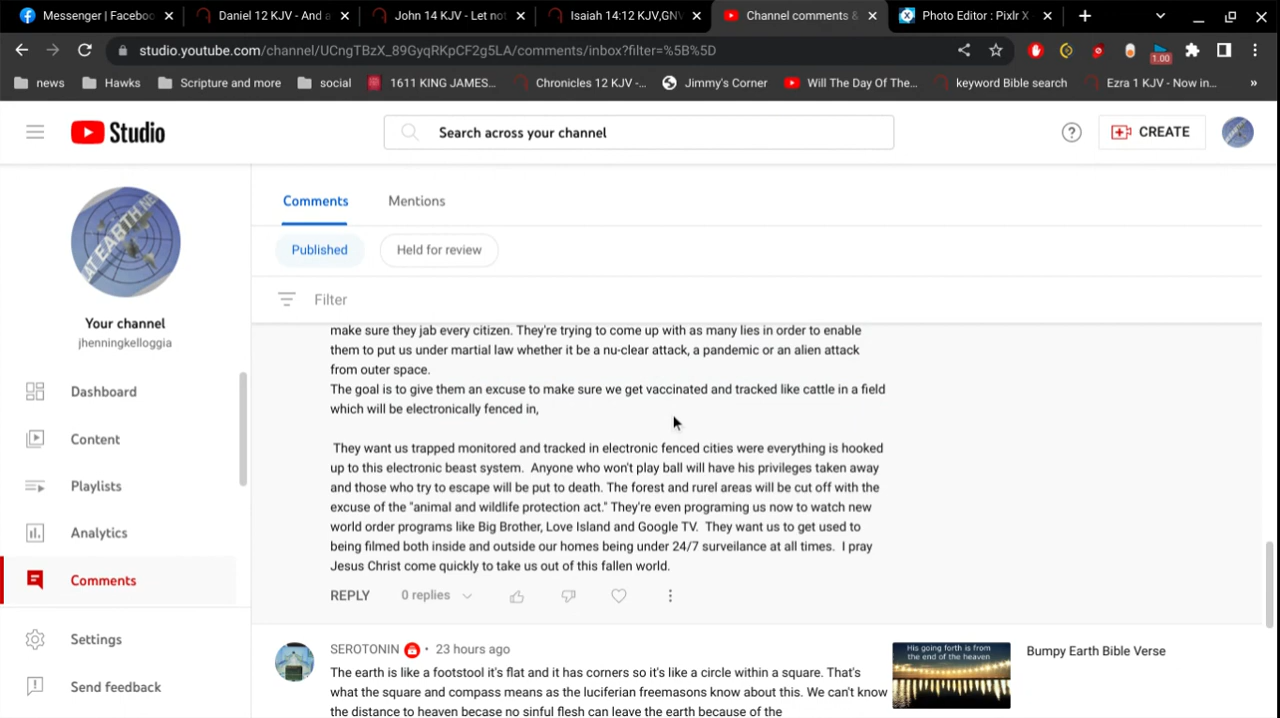 Messenger | Faceboo
Daniel 12 KJV - And a
John 14 KJV - Let not
Isaiah 14:12 KJV,GNV
Channel comments &
Photo Editor : Pixlr X
studio.youtube.com/channel/UCngTBzX_89GyqRKpCF2g5LA/comments/inbox?filter=%5B%5D
1.00
news
Hawks
Scripture and more
social
1611 KING JAMES...
Chronicles 12 KJV -...
Jimmy's Corner
Will The Day Of The...
keyword Bible search
Ezra 1 KJV - Now in...
»
Studio
Search across your channel
CREATE
AT EARTH NE
Your channel
jhenningkelloggia
Dashboard
Content
Playlists
Analytics
Comments
Settings
Send feedback
Comments
Mentions
Published
Held for review
Filter
make sure they jab every citizen. They're trying to come up with as many lies in order to enable
them to put us under martial law whether it be a nu-clear attack, a pandemic or an alien attack
from outer space.
The goal is to give them an excuse to make sure we get vaccinated and tracked like cattle in a field
which will be electronically fenced in,
They want us trapped monitored and tracked in electronic fenced cities were everything is hooked
up to this electronic beast system. Anyone who won't play ball will have his privileges taken away
and those who try to escape will be put to death. The forest and rurel areas will be cut off with the
excuse of the "animal and wildlife protection act." They're even programing us now to watch new
world order programs like Big Brother, Love Island and Google TV. They want us to get used to
being filmed both inside and outside our homes being under 24/7 surveilance at all times. I pray
Jesus Christ come quickly to take us out of this fallen world.
REPLY
0 replies
SEROTONIN • 23 hours ago
The earth is like a footstool it's flat and it has corners so it's like a circle within a square. That's
what the square and compass means as the luciferian freemasons know about this. We can't know
the distance to heaven becase no sinful flesh can leave the earth because of the
His going forth is from
the end of the heaven
Bumpy Earth Bible Verse